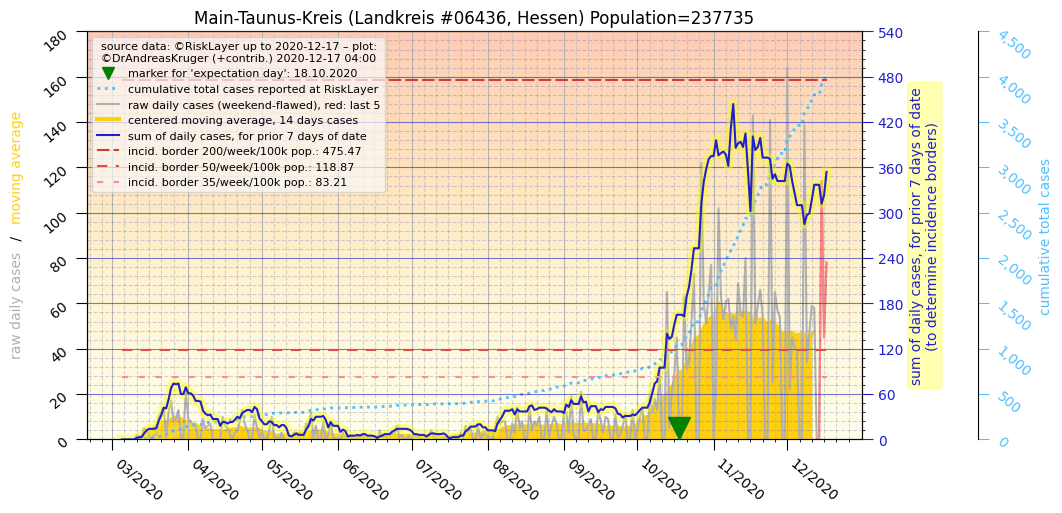 Main-Taunus-Kreis (Landkreis #06436, Hessen) Population=237735
source data: ©RiskLayer up to 2020-12-17 – plot:
©DrAndreasKruger (+contrib.) 2020-12-17 04:00
marker for 'expectation day': 18.10.2020
cumulative total cases reported at RiskLayer
raw daily cases (weekend-flawed), red: last 5
centered moving average, 14 days cases
sum of daily cases, for prior 7 days of date
incid. border 200/week/100k pop.: 475.47
incid. border 50/week/100k pop.: 118.87
incid. border 35/week/100k pop.: 83.21
raw daily cases / moving average
180
160
140
120
100
80
60
40
20
0
03/2020
04/2020
05/2020
06/2020
07/2020
08/2020
09/2020
10/2020
11/2020
12/2020
540
480
420
360
300
240
180
120
60
0
sum of daily cases, for prior 7 days of date
(to determine incidence borders)
4,500
4,000
3,500
3,000
2,500
2,000
1,500
1,000
500
0
cumulative total cases